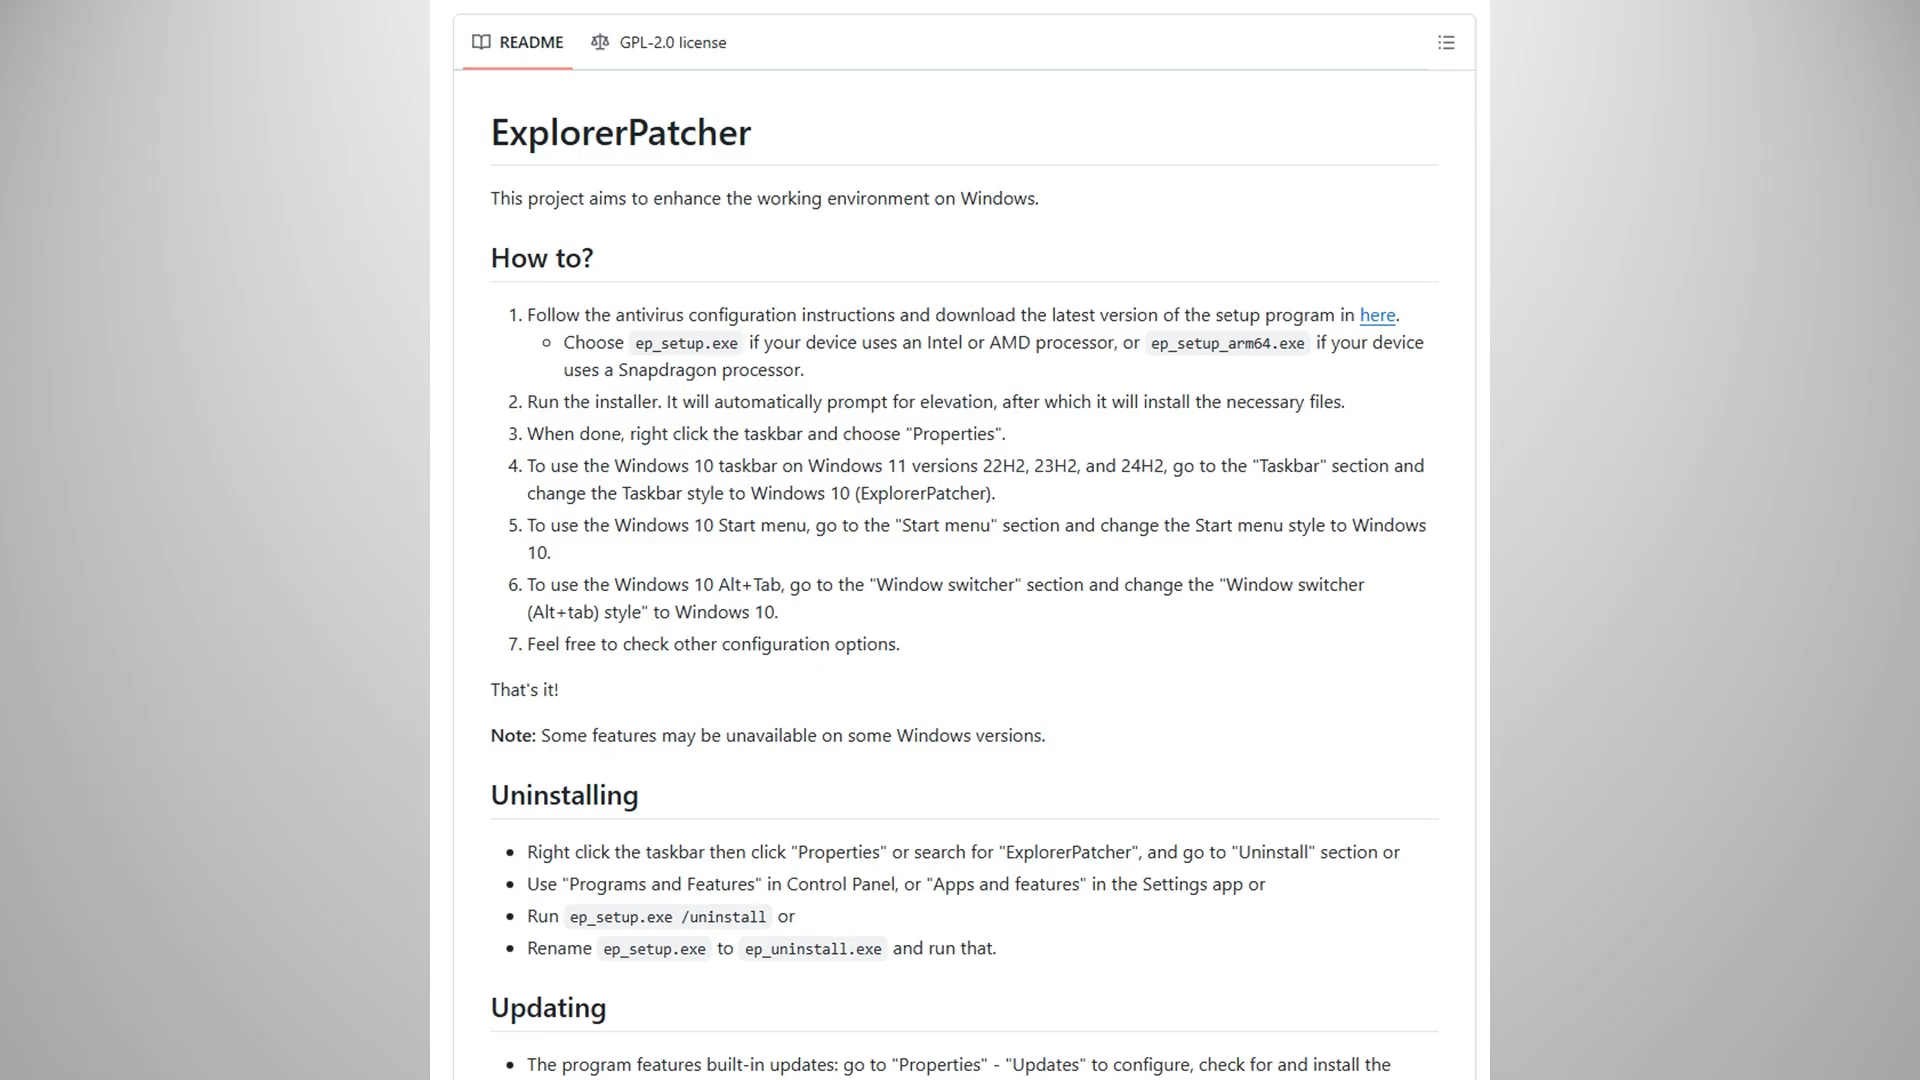 README
GPL-2.0 license
ExplorerPatcher
This project aims to enhance the working environment on Windows.
How to?
1. Follow the antivirus configuration instructions and download the latest version of the setup program in here.
Choose ep_setup.exe if your device uses an Intel or AMD processor, or ep_setup_arm64.exe if your device
uses a Snapdragon processor.
2. Run the installer. It will automatically prompt for elevation, after which it will install the necessary files.
3. When done, right click the taskbar and choose "Properties".
4. To use the Windows 10 taskbar on Windows 11 versions 22H2, 23H2, and 24H2, go to the "Taskbar" section and
change the Taskbar style to Windows 10 (ExplorerPatcher).
5. To use the Windows 10 Start menu, go to the "Start menu" section and change the Start menu style to Windows
10.
6. To use the Windows 10 Alt+Tab, go to the "Window switcher" section and change the "Window switcher
(Alt+tab) style" to Windows 10.
7. Feel free to check other configuration options.
That's it!
Note: Some features may be unavailable on some Windows versions.
Uninstalling
Right click the taskbar then click "Properties" or search for "ExplorerPatcher", and go to "Uninstall" section or
Use "Programs and Features" in Control Panel, or "Apps and features" in the Settings app or
Run ep_setup.exe /uninstall or
Rename ep_setup.exe to ep_uninstall.exe and run that.
Updating
The program features built-in updates: go to "Properties" - "Updates" to configure, check for and install the